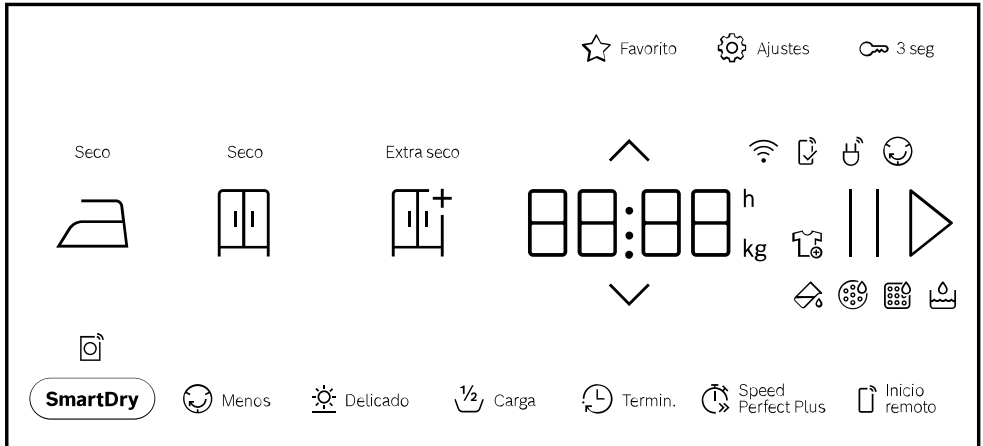 Favorito
Ajustes
3 seg
Seco
Seco
Extra seco
88:88
h
kg
SmartDry
Menos
Delicado
½
Carga
Termin.
Speed
Perfect Plus
Inicio
remoto